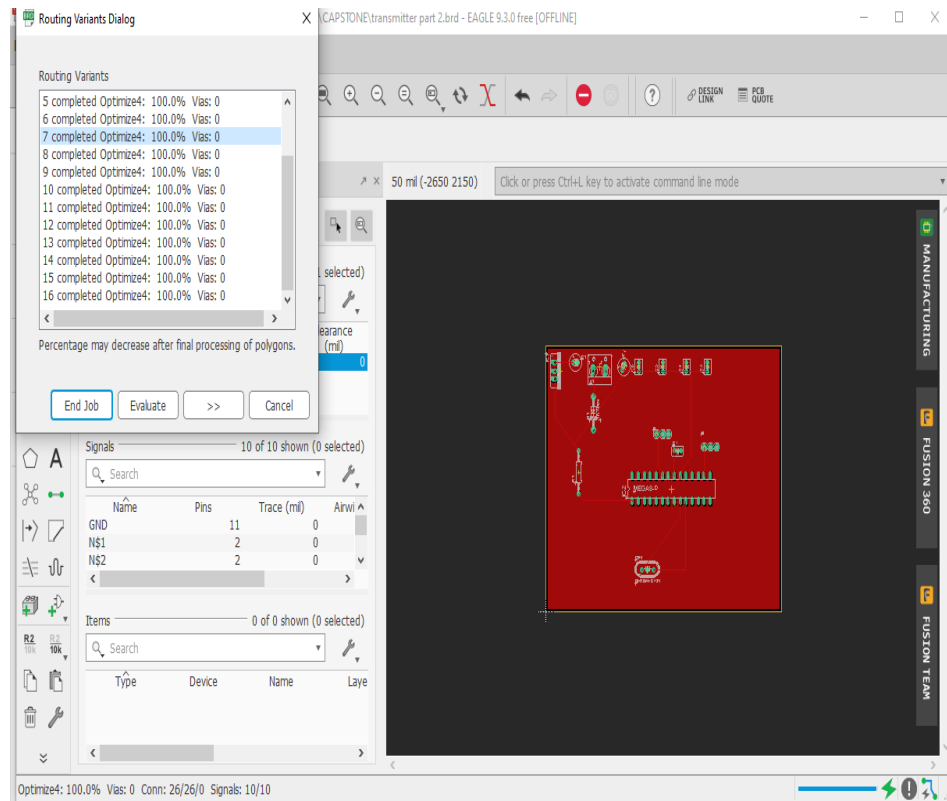 Routing Variants Dialog
\CAPSTONE\transmitter part 2.brd - EAGLE 9.3.0 free [OFFLINE]
Routing Variants
5 completed Optimize4: 100.0% Vias: 0
6 completed Optimize4: 100.0% Vias: 0
7 completed Optimize4: 100.0% Vias: 0
8 completed Optimize4: 100.0% Vias: 0
9 completed Optimize4: 100.0% Vias: 0
10 completed Optimize4: 100.0% Vias: 0
11 completed Optimize4: 100.0% Vias: 0
12 completed Optimize4: 100.0% Vias: 0
13 completed Optimize4: 100.0% Vias: 0
14 completed Optimize4: 100.0% Vias: 0
15 completed Optimize4: 100.0% Vias: 0
16 completed Optimize4: 100.0% Vias: 0
Percentage may decrease after final processing of polygons.
End Job
Evaluate
>>
Cancel
DESIGN LINK
PCB QUOTE
50 mil (-2650 2150)
Click or press Ctrl+L key to activate command line mode
selected)
earance
(mil)
0
Signals
10 of 10 shown (0 selected)
Search
Name Pins Trace (mil) Airwi
GND 11 0
N$1 2 0
N$2 2 0
Items
0 of 0 shown (0 selected)
Search
Type Device Name Laye
A
R2
10k
R2
10k
MEGA8-P
MANUFACTURING
FUSION 360
FUSION TEAM
Optimize4: 100.0% Vias: 0 Conn: 26/26/0 Signals: 10/10